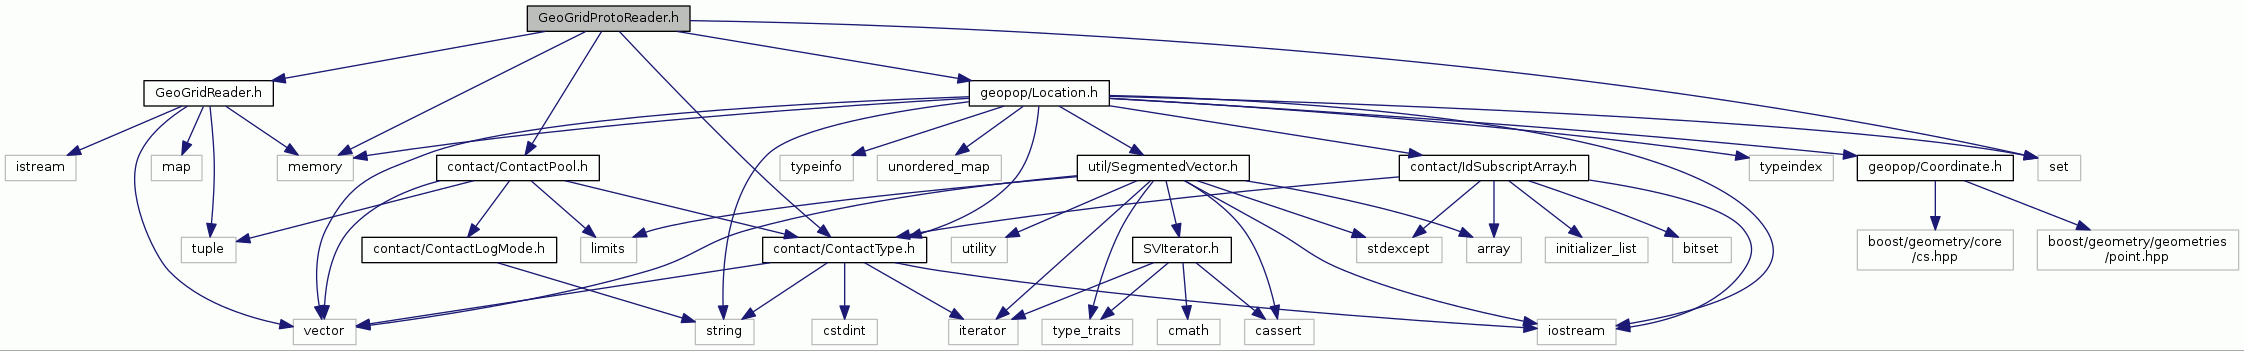 GeoGridProtoReader.h
GeoGridReader.h
geopop/Location.h
istream
map
memory
contact/ContactPool.h
typeinfo
unordered_map
util/SegmentedVector.h
contact/IdSubscriptArray.h
typeindex
geopop/Coordinate.h
set
tuple
contact/ContactLogMode.h
limits
contact/ContactType.h
utility
SVIterator.h
stdexcept
array
initializer_list
bitset
boost/geometry/core
/cs.hpp
boost/geometry/geometries
/point.hpp
vector
string
cstdint
iterator
type_traits
cmath
cassert
iostream